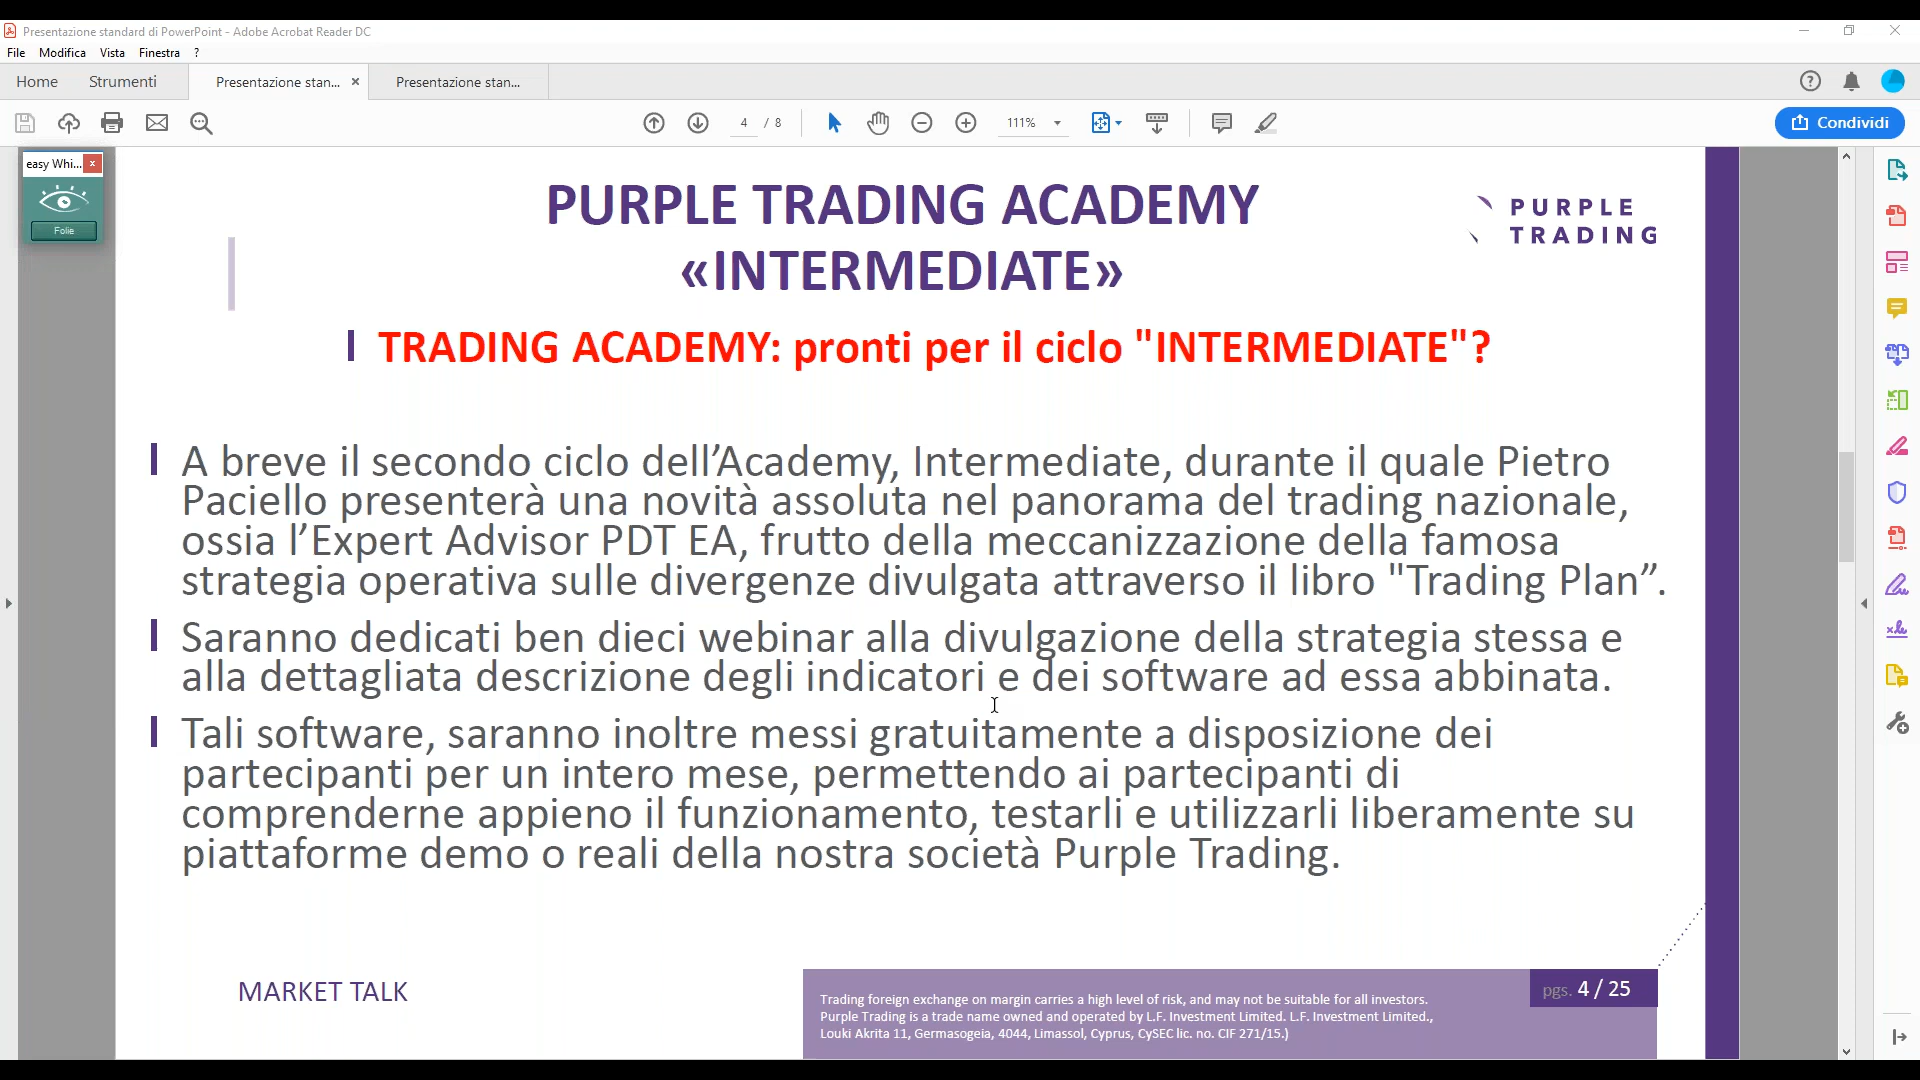 Presentazione standard di PowerPoint - Adobe Acrobat Reader DC
File Modifica Vista Finestra ?
Home Strumenti Presentazione stan... × Presentazione stan...
4 / 8 111% Condividi
easy Whi... x
Folie
PURPLE TRADING ACADEMY
«INTERMEDIATE»
PURPLE
TRADING
TRADING ACADEMY: pronti per il ciclo "INTERMEDIATE"?
A breve il secondo ciclo dell’Academy, Intermediate, durante il quale Pietro
Paciello presenterà una novità assoluta nel panorama del trading nazionale,
ossia l’Expert Advisor PDT EA, frutto della meccanizzazione della famosa
strategia operativa sulle divergenze divulgata attraverso il libro "Trading Plan”.
Saranno dedicati ben dieci webinar alla divulgazione della strategia stessa e
alla dettagliata descrizione degli indicatori e dei software ad essa abbinata.
Tali software, saranno inoltre messi gratuitamente a disposizione dei
partecipanti per un intero mese, permettendo ai partecipanti di
comprenderne appieno il funzionamento, testarli e utilizzarli liberamente su
piattaforme demo o reali della nostra società Purple Trading.
MARKET TALK
Trading foreign exchange on margin carries a high level of risk, and may not be suitable for all investors.
Purple Trading is a trade name owned and operated by L.F. Investment Limited. L.F. Investment Limited.,
Louki Akrita 11, Germasogeia, 4044, Limassol, Cyprus, CySEC lic. no. CIF 271/15.)
pgs. 4 / 25